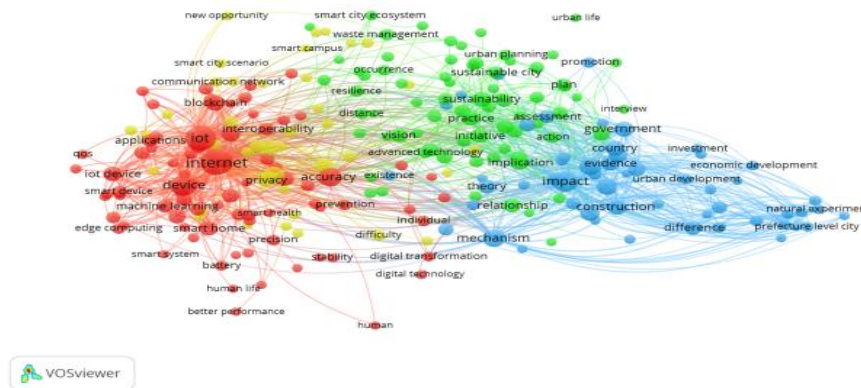 new opportunity
smart city ecosystem
urban life
waste management
smart campus
urban planning
smart city scenario
occurrence
sustainable city
promotion
communication network
resilience
plan
blockchain
sustainability
distance
practice
assessment
interview
interoperability
vision
initiative
action
government
applications
iot
advanced technology
country
investment
qos
internet
implication
evidence
economic development
iot device
privacy
accuracy
existence
theory
impact
urban development
smart device
device
machine learning
prevention
relationship
construction
natural experiment
smart health
individual
edge computing
smart home
difference
prefecture level city
precision
difficulty
mechanism
smart system
stability
digital transformation
battery
digital technology
human life
better performance
human
VOSviewer